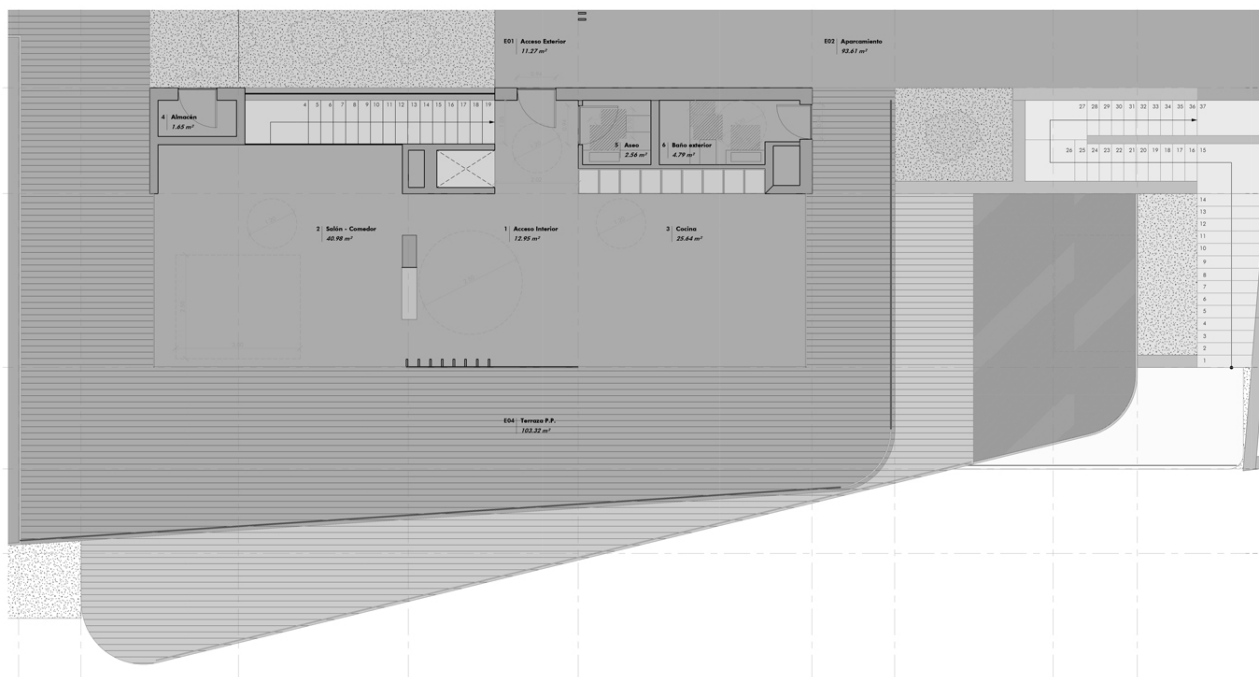 E01 Acceso Exterior
11.27 m²
E02 Aparcamiento
93.61 m²
4 Almacén
1.65 m²
4 5 6 7 8 9 10 11 12 13 14 15 16 17 18 19
5 Aseo
2.56 m²
6 Baño exterior
4.79 m²
27 28 29 30 31 32 33 34 35 36 37
26 25 24 23 22 21 20 19 18 17 16 15
2 Salón - Comedor
40.98 m²
1 Acceso Interior
12.95 m²
3 Cocina
25.64 m²
14
13
12
11
10
9
8
7
6
5
4
3
2
1
E04 Terraza P.P.
103.32 m²